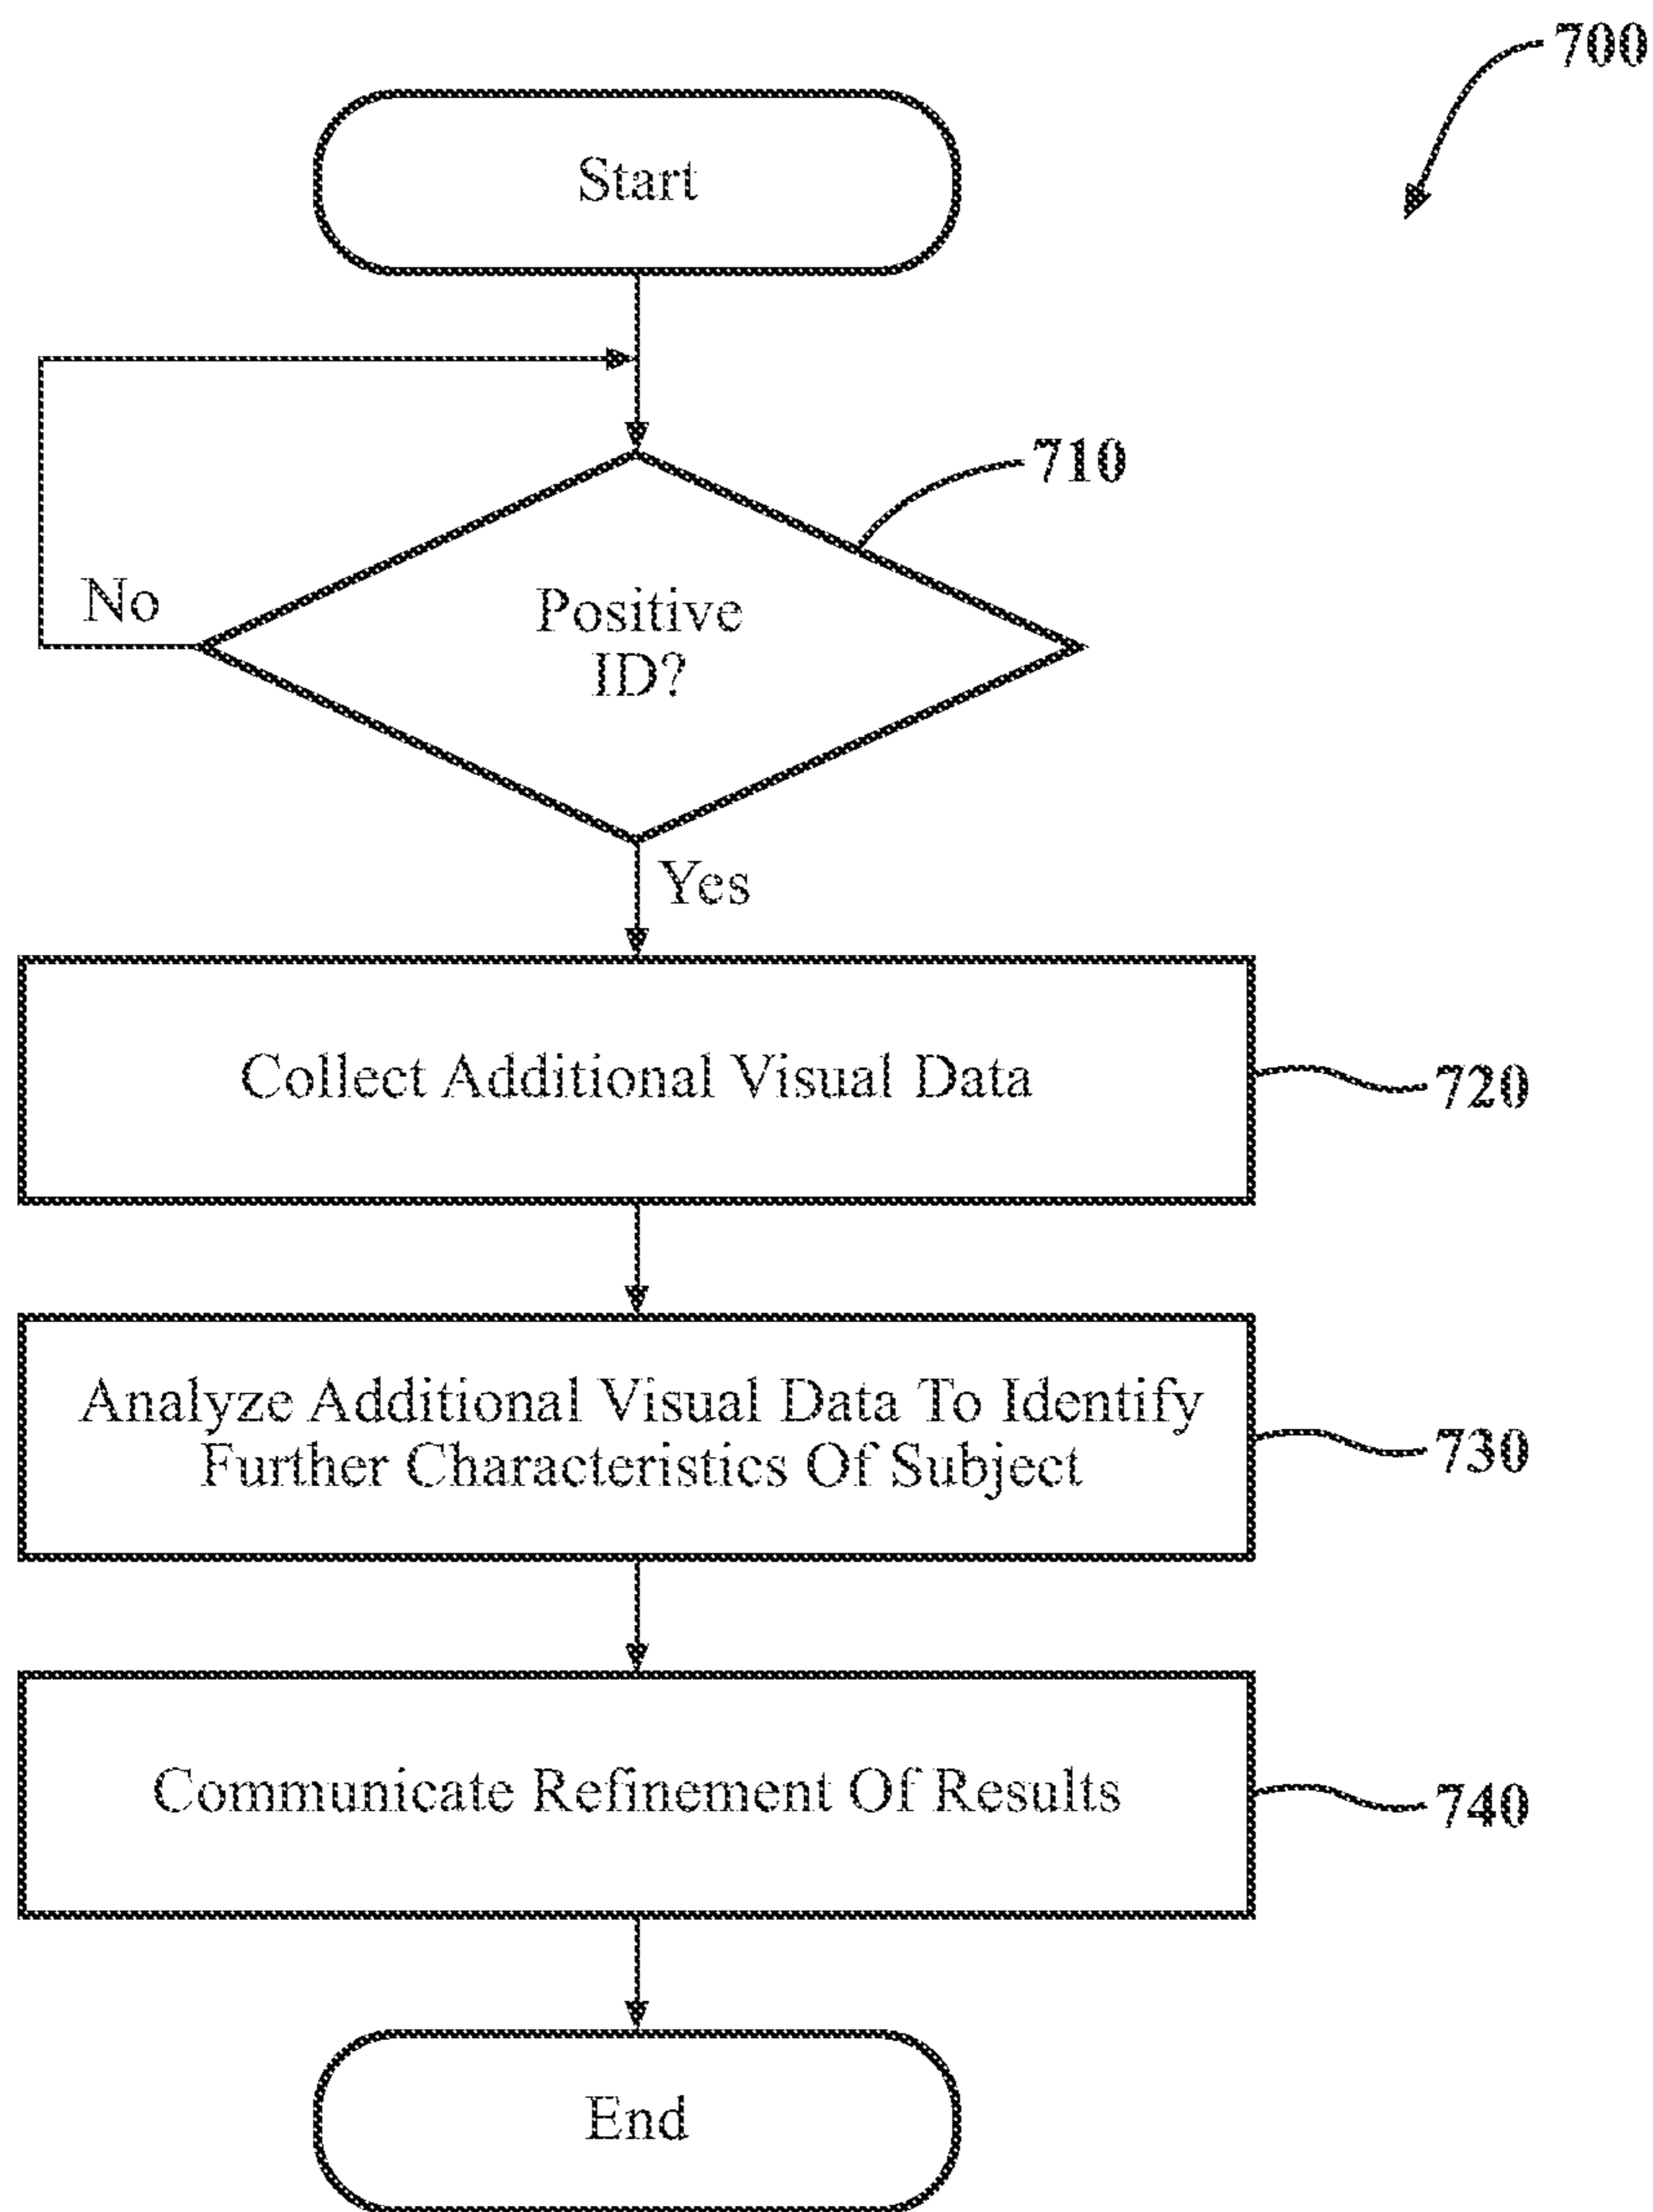 700
Start
710
No
Positive
ID?
Yes
Collect Additional Visual Data
720
Analyze Additional Visual Data To Identify
Further Characteristics Of Subject
730
Communicate Refinement Of Results
740
End